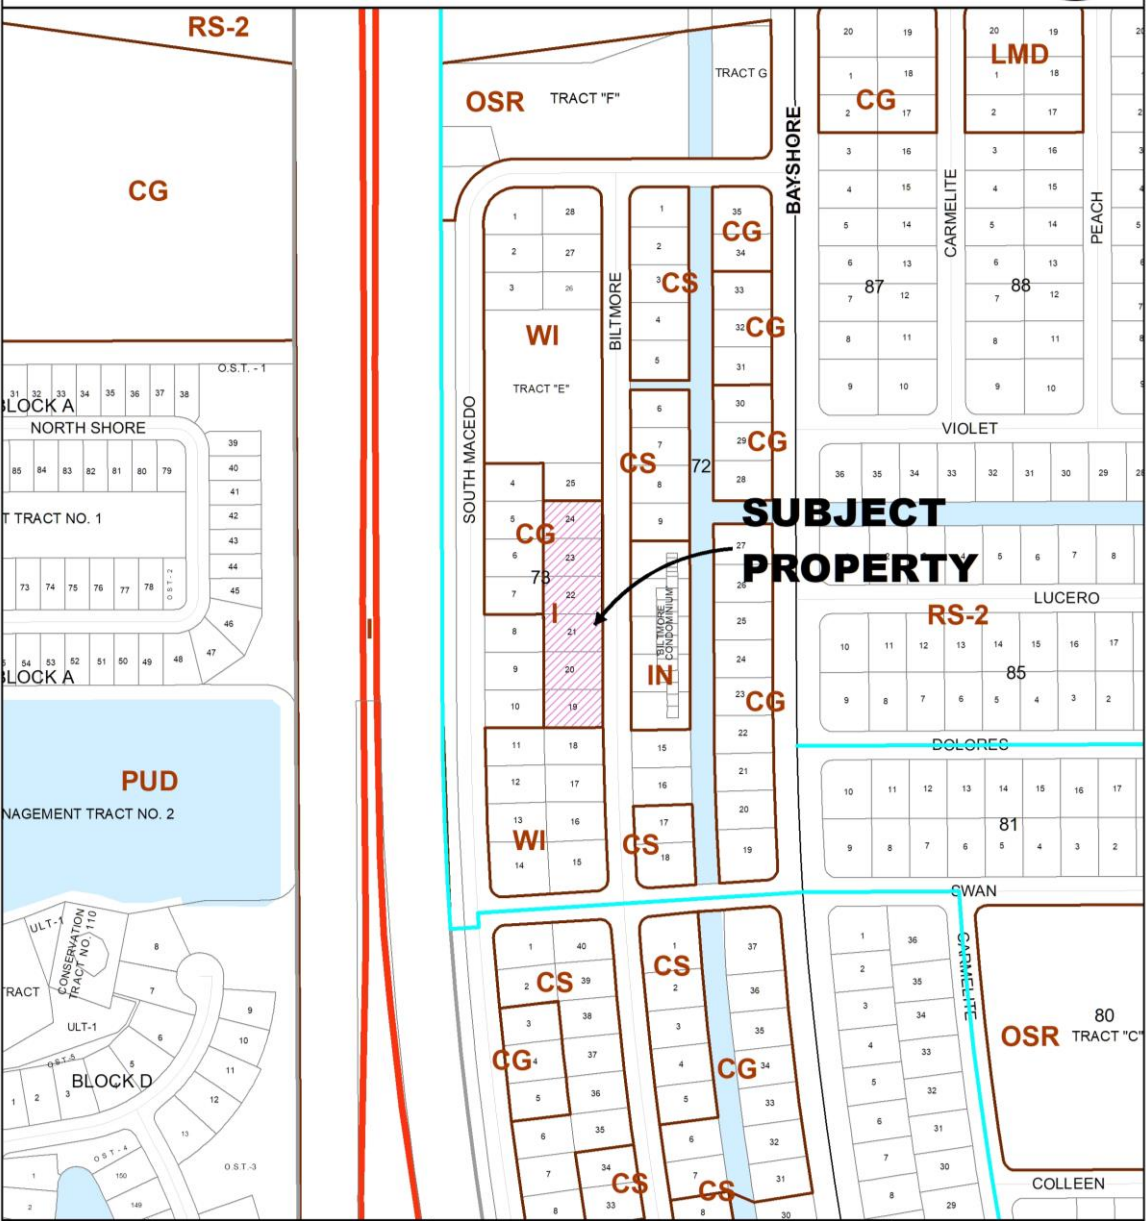 RS-2
CG
O.S.T. - 1
31 32 33 34 35 36 37 38
BLOCK A
NORTH SHORE
39
40
41
42
43
44
45
46
47
85 84 83 82 81 80 79
T TRACT NO. 1
73 74 75 76 77 78
OST-2
54 53 52 51 50 49 48
BLOCK A
PUD
NAGEMENT TRACT NO. 2
ULT-1
CONSERVATION
TRACT NO. 110
TRACT
ULT-1
O.S.T.-5
BLOCK D
1 2 3 5 6 7 8
9
10
11
12
13
O.S.T.-4
O.S.T.-3
150
149
1
2
I
OSR
TRACT "F"
TRACT G
SOUTH MACEDO
BILTMORE
BAYSHORE
1 28
2 27
3 26
WI
TRACT "E"
4 25
5 24
CG
6 23
73
7 22
I
8 21
9 20
10 19
11 18
12 17
13 16
WI
14 15
1
2
3
CS
4
5
6
7
CS
8
9
72
BILTMORE
CONDOMINIUM
IN
15
16
17
CS
18
35
CG
34
33
32
CG
31
30
29
CG
28
27
26
25
24
23
CG
22
21
20
19
SUBJECT
PROPERTY
20 19
1 18
CG
2 17
3 16
4 15
5 14
6 13
87
7 12
8 11
9 10
CARMELITE
20 19
LMD
1 18
2 17
3 16
4 15
5 14
6 13
88
7 12
8 11
9 10
PEACH
VIOLET
36 35 34 33 32 31 30 29 28
4 5 6 7 8
LUCERO
RS-2
10 11 12 13 14 15 16 17
85
9 8 7 6 5 4 3 2
DOLORES
10 11 12 13 14 15 16 17
81
9 8 7 6 5 4 3 2
SWAN
CARMELITE
1 40
2 CS 39
3 38
CG 4 37
5 36
6 35
7 34
CS
8 33
1
CS
2
3
4
5
6
7
CS
8
37
36
35
CG 34
33
32
31
30
1 36
2 35
3 34
4 33
5 32
6 31
7 30
8 29
80
OSR
TRACT "C"
COLLEEN